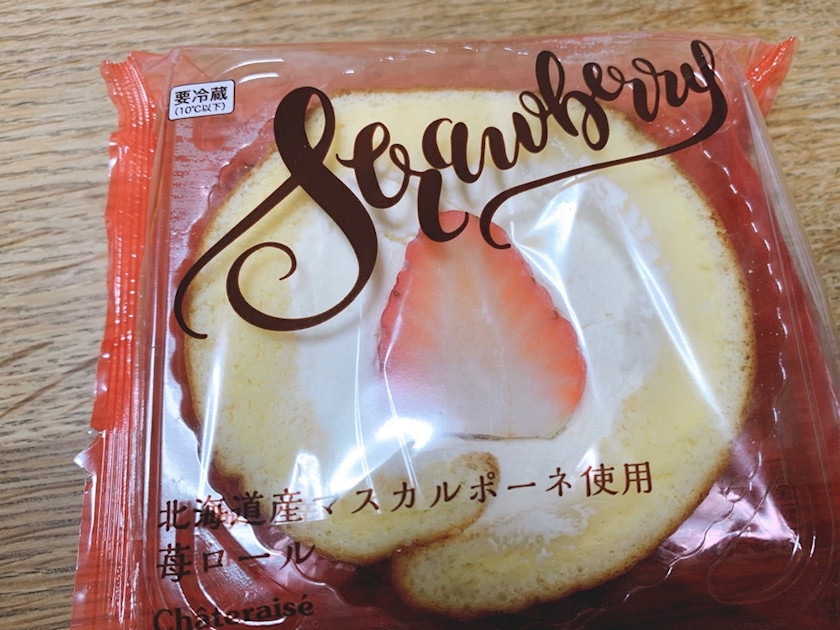 要冷蔵
(10℃以下)
Strawberry
北海道産マスカルポーネ使用
苺ロール
Châteraisé